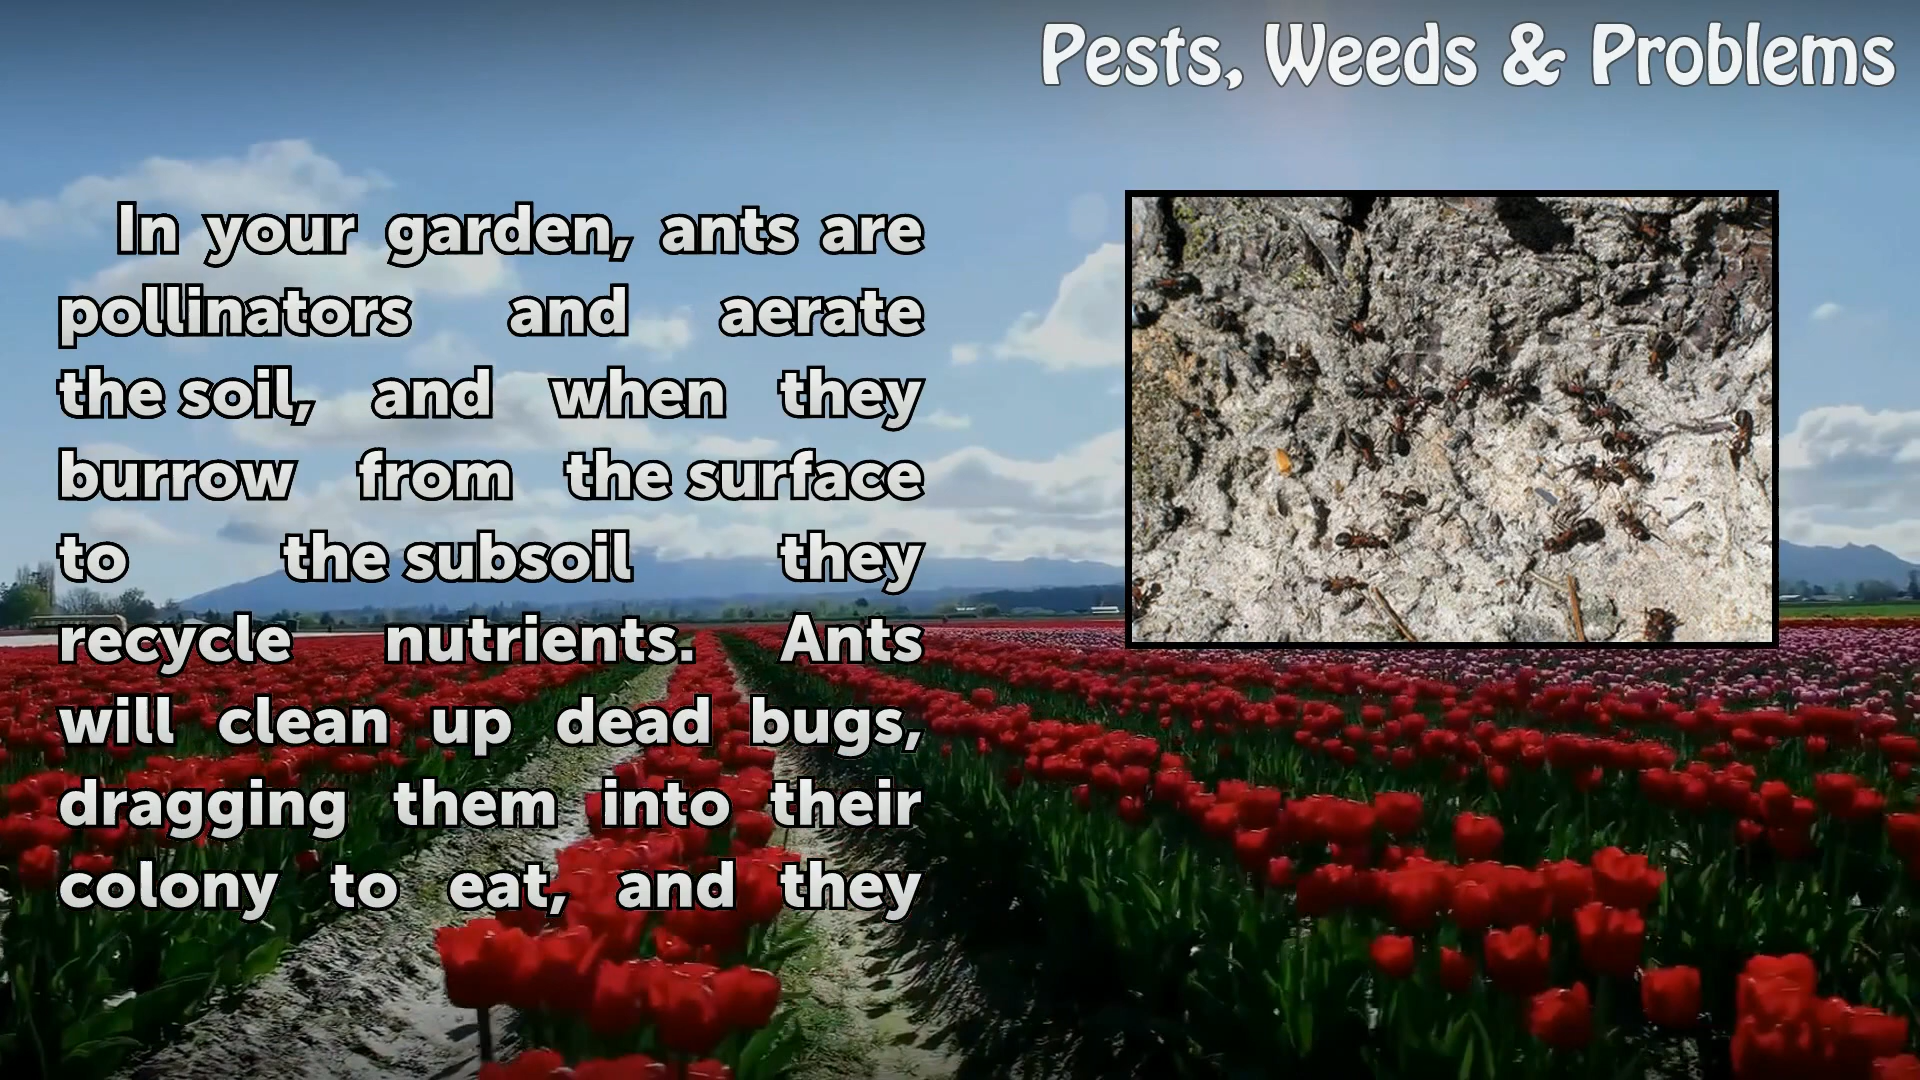 Pests, Weeds & Problems
In your garden, ants are
pollinators and aerate
the soil, and when they
burrow from the surface
to the subsoil they
recycle nutrients. Ants
will clean up dead bugs,
dragging them into their
colony to eat, and they